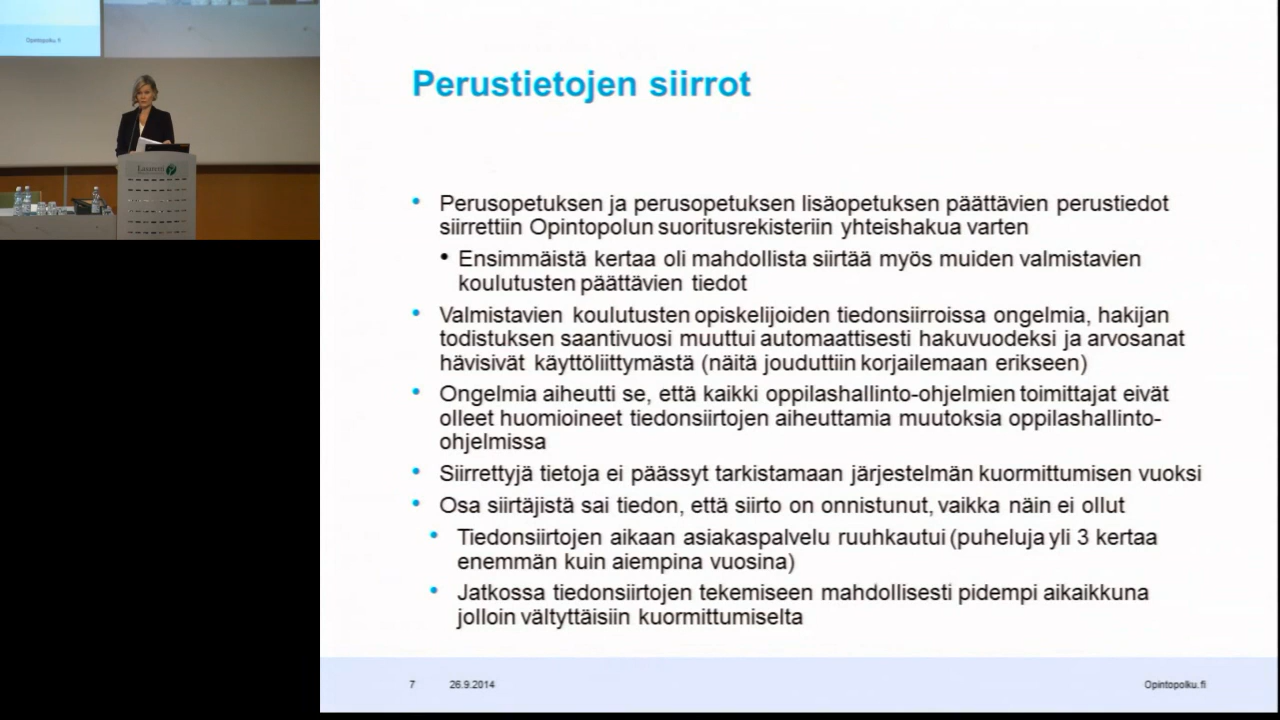 Opintopolku.fi
Laurea
Perustietojen siirrot
• Perusopetuksen ja perusopetuksen lisäopetuksen päättävien perustiedot
siirrettiin Opintopolun suoritusrekisteriin yhteishakua varten
• Ensimmäistä kertaa oli mahdollista siirtää myös muiden valmistavien
koulutusten päättävien tiedot
• Valmistavien koulutusten opiskelijoiden tiedonsiirroissa ongelmia, hakijan
todistuksen saantivuosi muuttui automaattisesti hakuvuodeksi ja arvosanat
hävisivät käyttöliittymästä (näitä jouduttiin korjailemaan erikseen)
• Ongelmia aiheutti se, että kaikki oppilashallinto-ohjelmien toimittajat eivät
olleet huomioineet tiedonsiirtojen aiheuttamia muutoksia oppilashallinto-
ohjelmissa
• Siirrettyjä tietoja ei päässyt tarkistamaan järjestelmän kuormittumisen vuoksi
• Osa siirtäjistä sai tiedon, että siirto on onnistunut, vaikka näin ei ollut
• Tiedonsiirtojen aikaan asiakaspalvelu ruuhkautui (puheluja yli 3 kertaa
enemmän kuin aiempina vuosina)
• Jatkossa tiedonsiirtojen tekemiseen mahdollisesti pidempi aikaikkuna
jolloin vältyttäisiin kuormittumiselta
7 26.9.2014 Opintopolku.fi